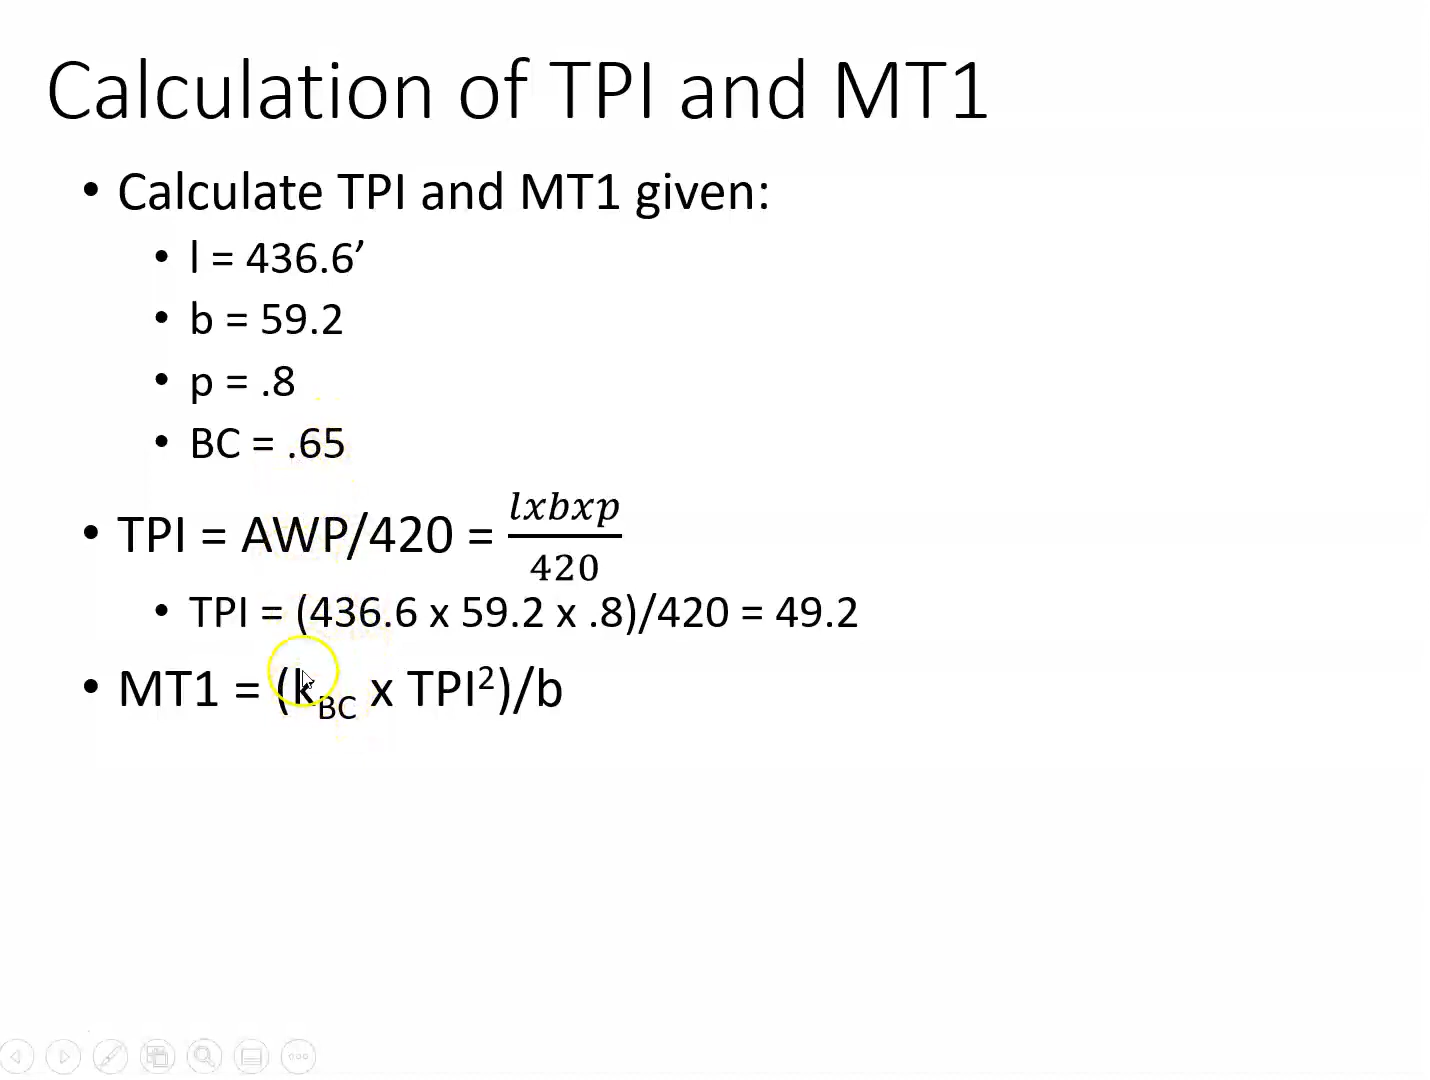 Calculation of TPI and MT1
• Calculate TPI and MT1 given:
• l = 436.6’
• b = 59.2
• p = .8
• BC = .65
• TPI = AWP/420 = lxbxp/420
• TPI = (436.6 x 59.2 x .8)/420 = 49.2
• MT1 = (kBC x TPI²)/b